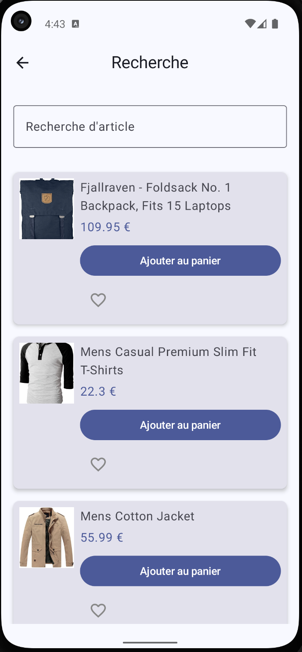 4:43
Recherche
Recherche d'article
Fjallraven - Foldsack No. 1
Backpack, Fits 15 Laptops
109.95 €
Ajouter au panier
Mens Casual Premium Slim Fit
T-Shirts
22.3 €
Ajouter au panier
Mens Cotton Jacket
55.99 €
Ajouter au panier